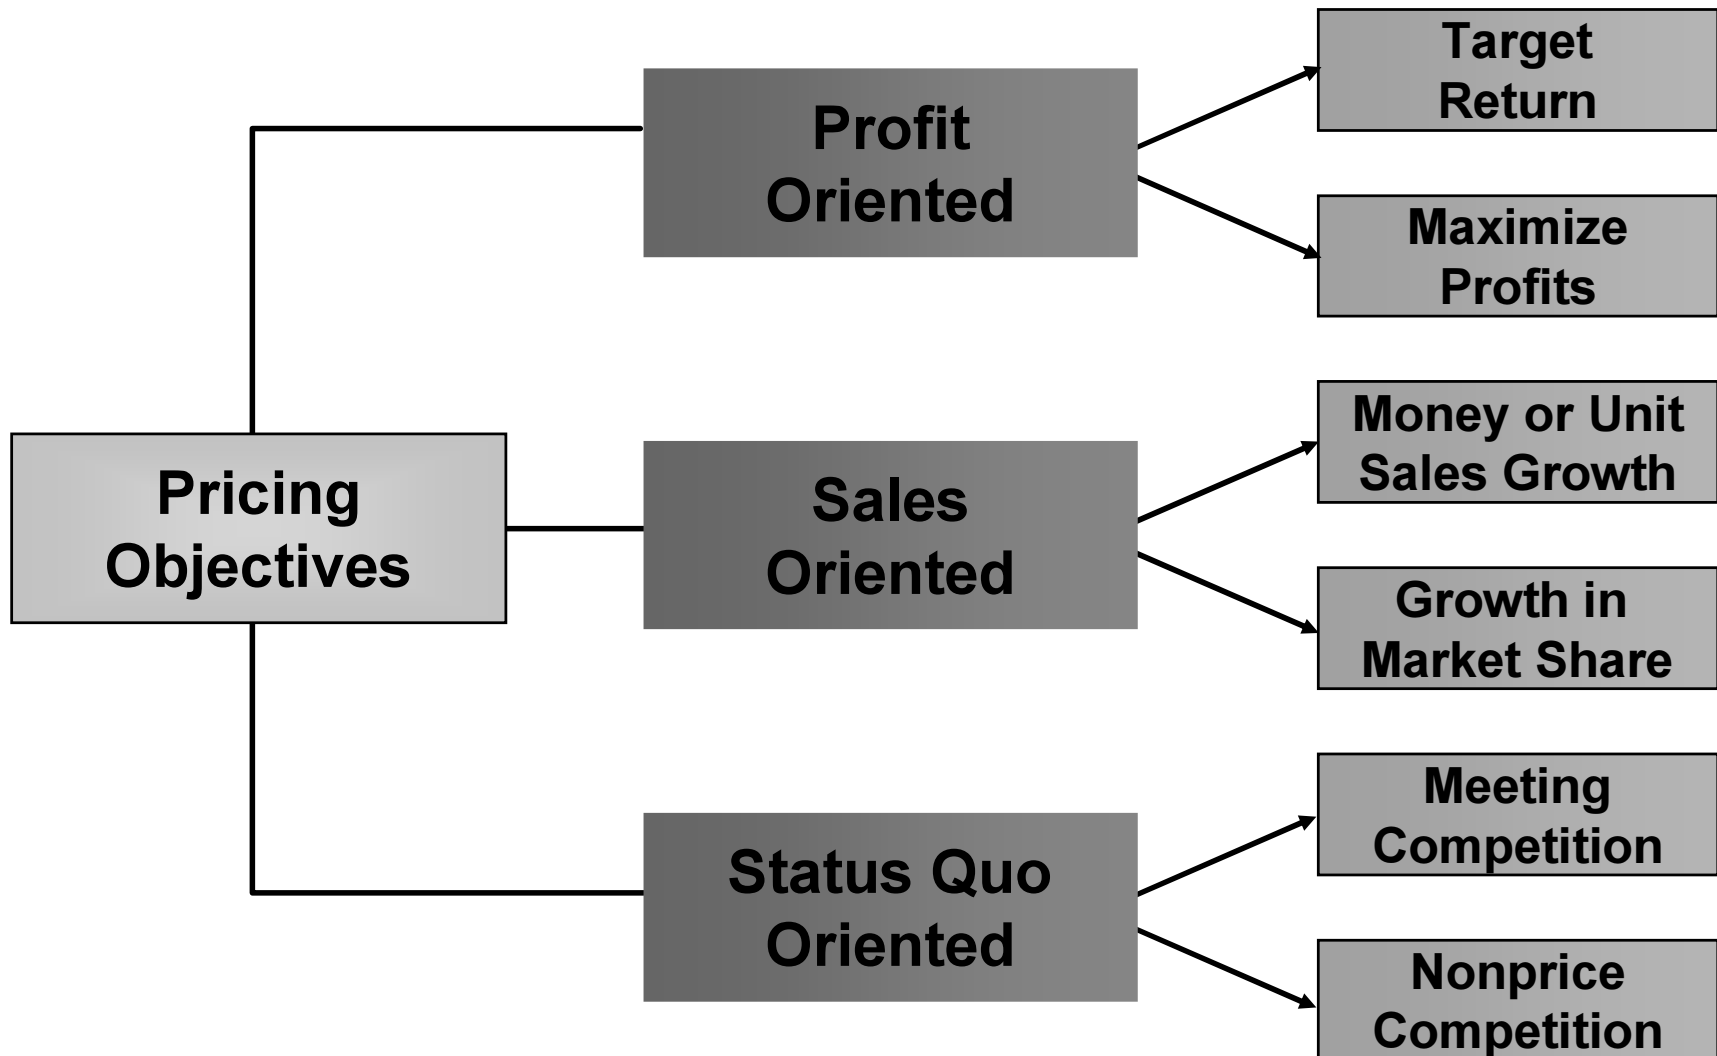 Pricing
Objectives
Profit
Oriented
Target
Return
Maximize
Profits
Sales
Oriented
Money or Unit
Sales Growth
Growth in
Market Share
Status Quo
Oriented
Meeting
Competition
Nonprice
Competition